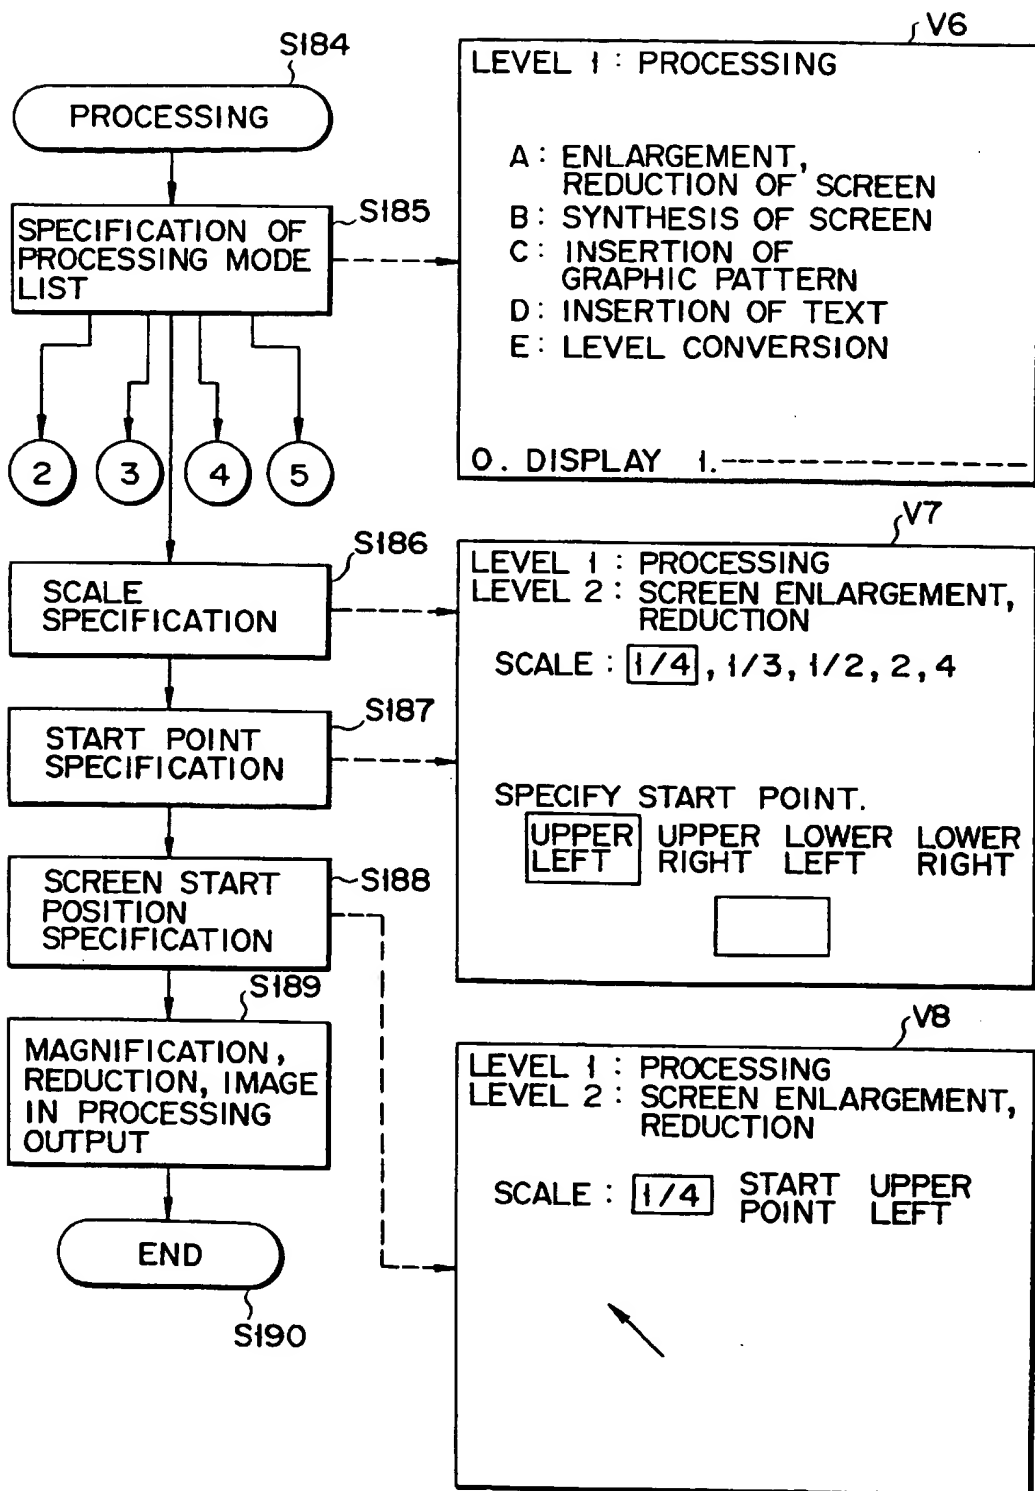 S184
PROCESSING
S185
SPECIFICATION OF
PROCESSING MODE
LIST
2 3 4 5
S186
SCALE
SPECIFICATION
S187
START POINT
SPECIFICATION
S188
SCREEN START
POSITION
SPECIFICATION
S189
MAGNIFICATION,
REDUCTION, IMAGE
IN PROCESSING
OUTPUT
END
S190
V6
LEVEL 1 : PROCESSING
A : ENLARGEMENT,
REDUCTION OF SCREEN
B : SYNTHESIS OF SCREEN
C : INSERTION OF
GRAPHIC PATTERN
D : INSERTION OF TEXT
E : LEVEL CONVERSION
0. DISPLAY 1.---------------
V7
LEVEL 1 : PROCESSING
LEVEL 2 : SCREEN ENLARGEMENT,
REDUCTION
SCALE : 1/4, 1/3, 1/2, 2, 4
SPECIFY START POINT.
UPPER UPPER LOWER LOWER
LEFT RIGHT LEFT RIGHT
V8
LEVEL 1 : PROCESSING
LEVEL 2 : SCREEN ENLARGEMENT,
REDUCTION
SCALE : 1/4 START UPPER
POINT LEFT